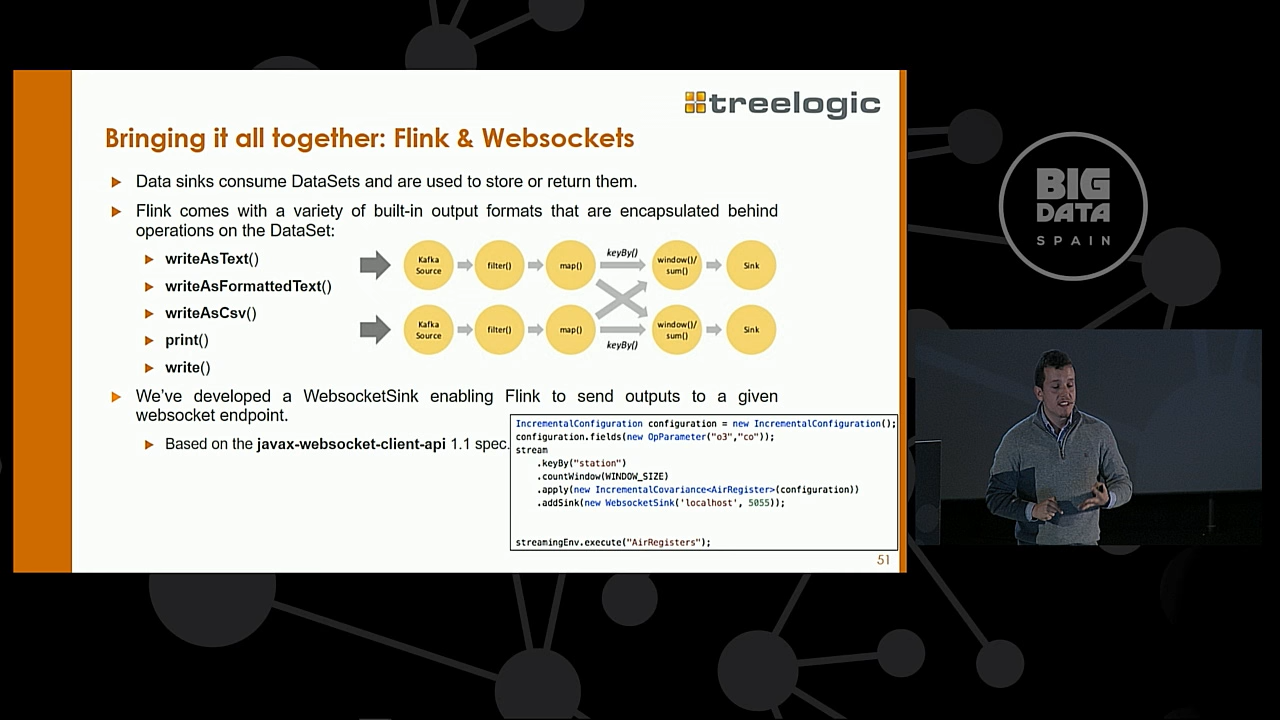 treelogic
Bringing it all together: Flink & Websockets
Data sinks consume DataSets and are used to store or return them.
Flink comes with a variety of built-in output formats that are encapsulated behind
operations on the DataSet:
writeAsText()
writeAsFormattedText()
writeAsCsv()
print()
write()
Kafka
Source
filter()
map()
keyBy()
window()/
sum()
Sink
Kafka
Source
filter()
map()
keyBy()
window()/
sum()
Sink
We've developed a WebsocketSink enabling Flink to send outputs to a given
websocket endpoint.
Based on the javax-websocket-client-api 1.1 spec.
IncrementalConfiguration configuration = new IncrementalConfiguration();
configuration.fields(new OpParameter("o3","co"));
stream
.keyBy("station")
.countWindow(WINDOW_SIZE)
.apply(new IncrementalCovariance<AirRegister>(configuration))
.addSink(new WebsocketSink('localhost', 5055));
streamingEnv.execute("AirRegisters");
51
BIG
DATA
SPAIN